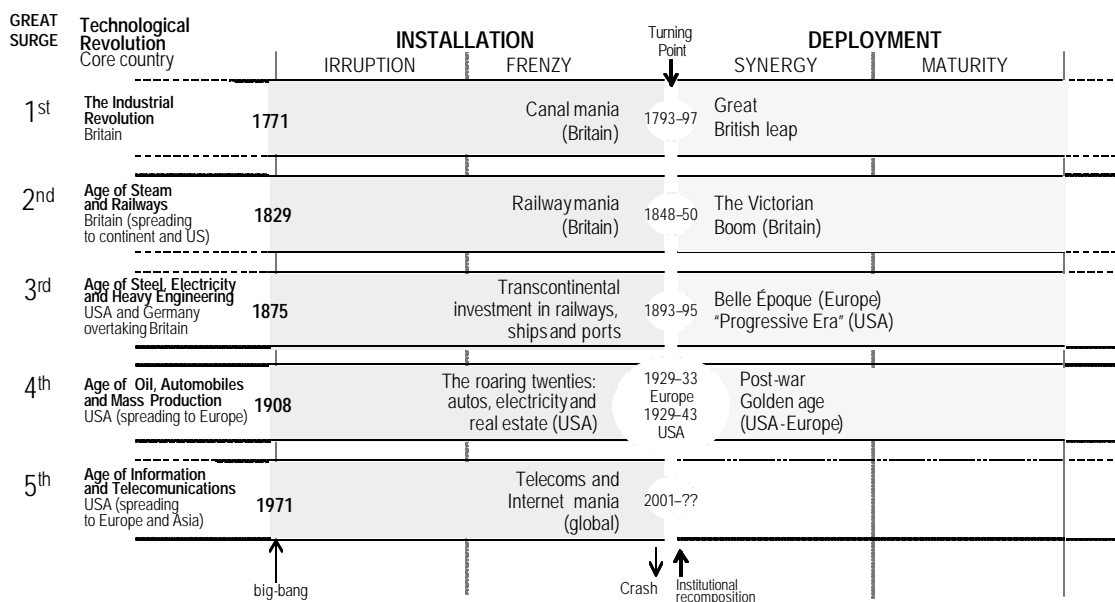 GREAT
SURGE
Technological
Revolution
Core country
INSTALLATION
Turning
Point
DEPLOYMENT
IRRUPTION
FRENZY
SYNERGY
MATURITY
1st
The Industrial
Revolution
Britain
1771
Canal mania
(Britain)
1793–97
Great
British leap
2nd
Age of Steam
and Railways
Britain (spreading
to continent and US)
1829
Railway mania
(Britain)
1848–50
The Victorian
Boom (Britain)
3rd
Age of Steel, Electricity
and Heavy Engineering
USA and Germany
overtaking Britain
1875
Transcontinental
investment in railways,
ships and ports
1893–95
Belle Époque (Europe)
“Progressive Era” (USA)
4th
Age of Oil, Automobiles
and Mass Production
USA (spreading to Europe)
1908
The roaring twenties:
autos, electricity and
real estate (USA)
1929–33
Europe
1929–43
USA
Post-war
Golden age
(USA-Europe)
5th
Age of Information
and Telecomunications
USA (spreading
to Europe and Asia)
1971
Telecoms and
Internet mania
(global)
2001–??
big-bang
Crash
Institutional
recomposition